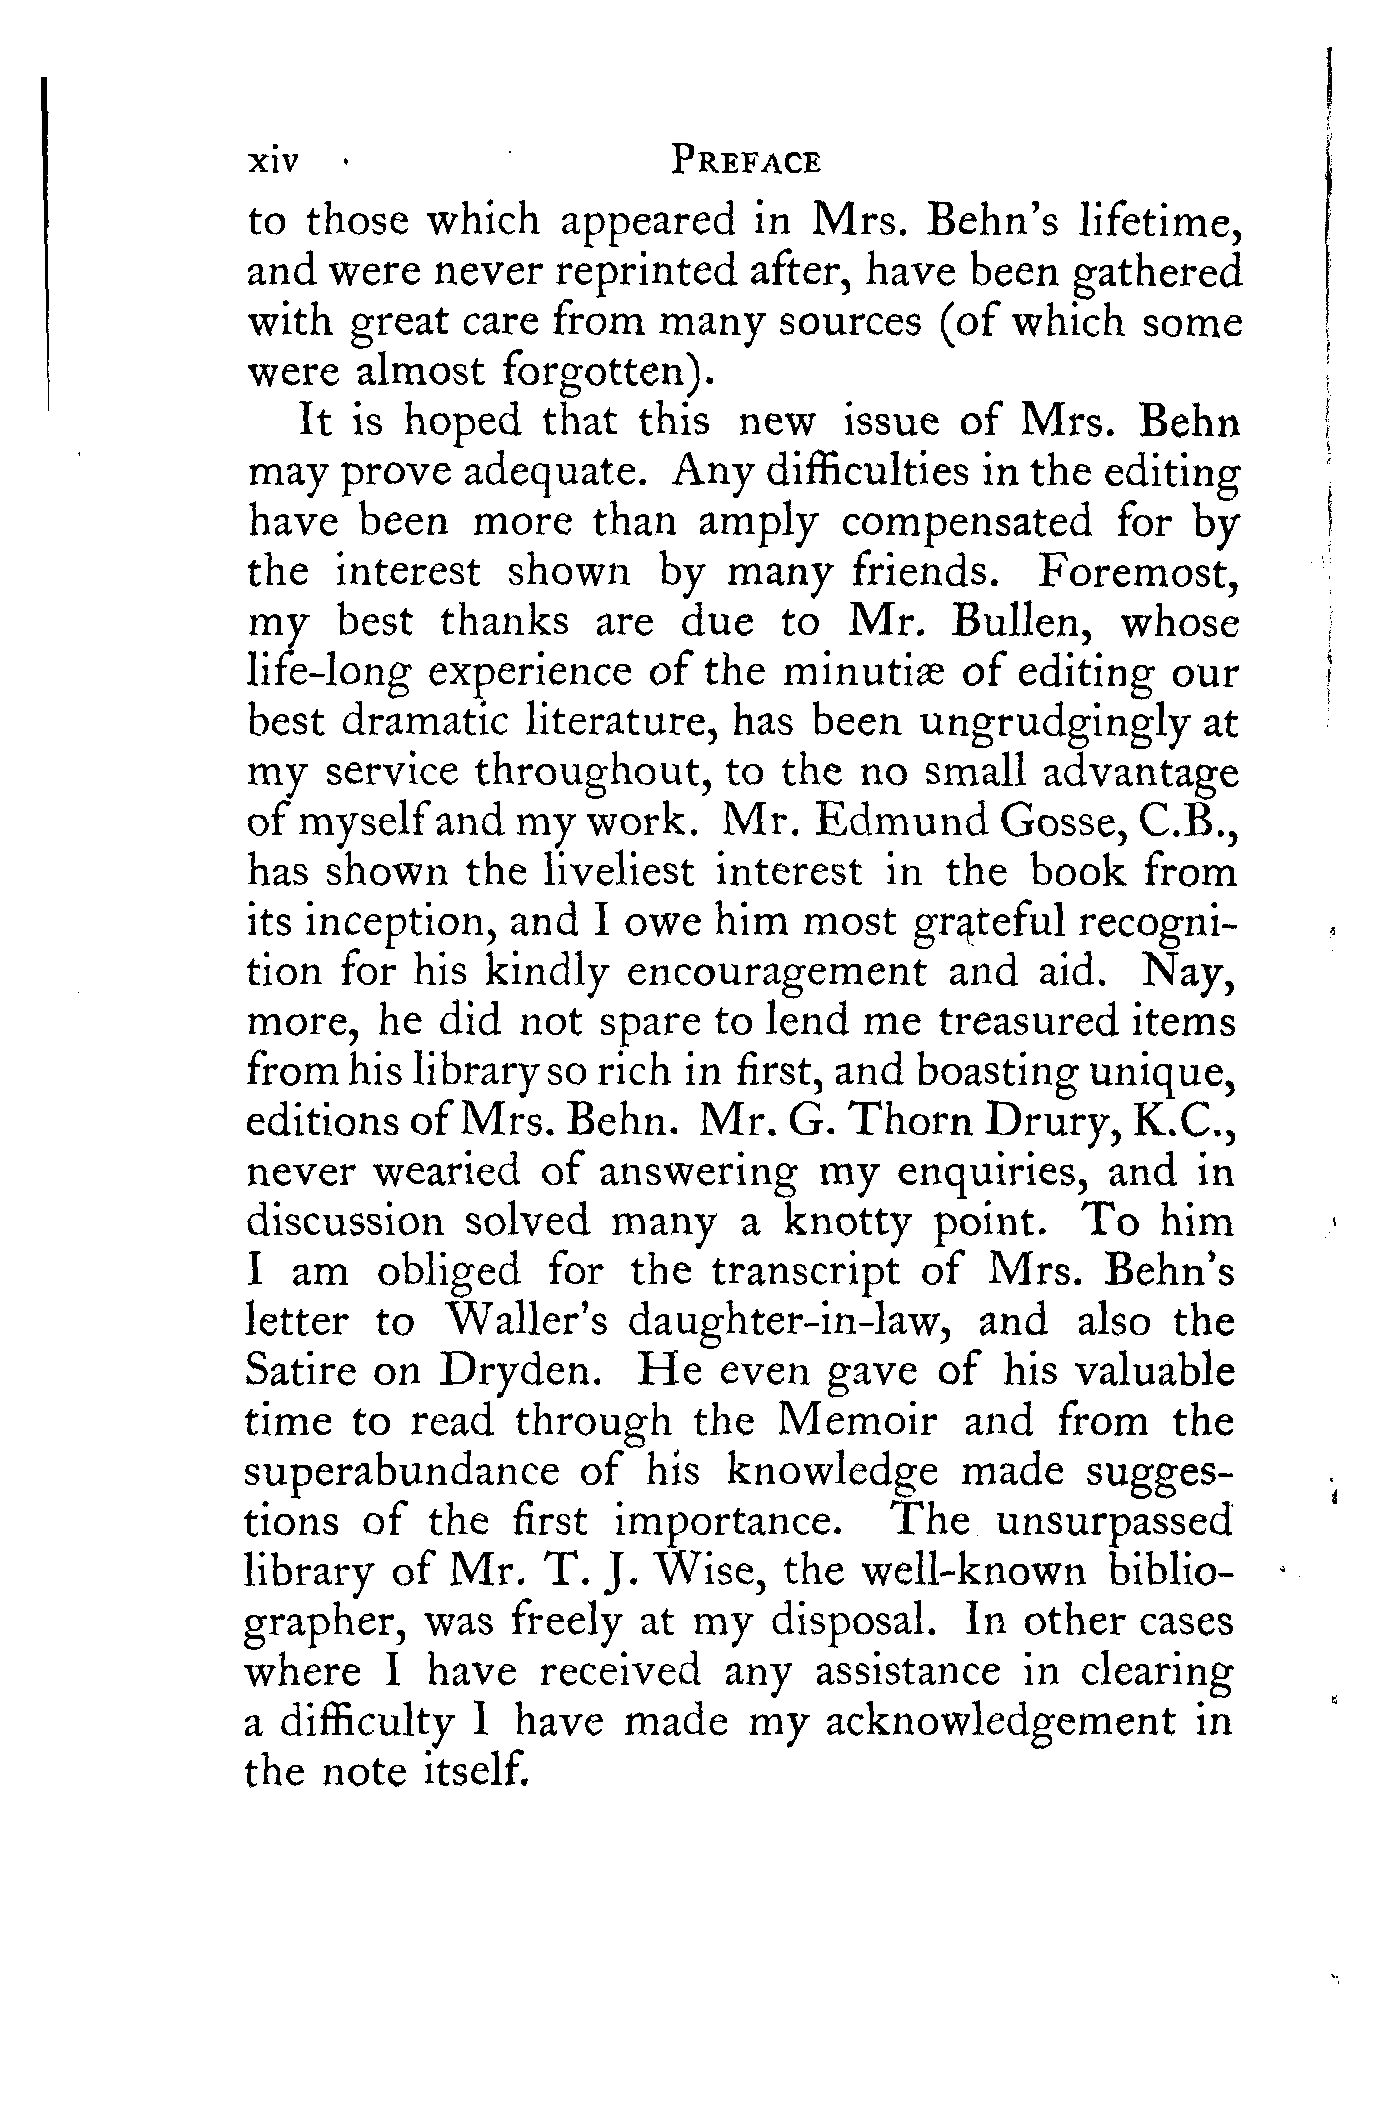 xiv PREFACE
to those which appeared in Mrs. Behn's lifetime,
and were never reprinted after, have been gathered
with great care from many sources (of which some
were almost forgotten).
It is hoped that this new issue of Mrs. Behn
may prove adequate. Any difficulties in the editing
have been more than amply compensated for by
the interest shown by many friends. Foremost,
my best thanks are due to Mr. Bullen, whose
life-long experience of the minutiæ of editing our
best dramatic literature, has been ungrudgingly at
my service throughout, to the no small advantage
of myself and my work. Mr. Edmund Gosse, C.B.,
has shown the liveliest interest in the book from
its inception, and I owe him most grateful recogni-
tion for his kindly encouragement and aid. Nay,
more, he did not spare to lend me treasured items
from his library so rich in first, and boasting unique,
editions of Mrs. Behn. Mr. G. Thorn Drury, K.C.,
never wearied of answering my enquiries, and in
discussion solved many a knotty point. To him
I am obliged for the transcript of Mrs. Behn's
letter to Waller's daughter-in-law, and also the
Satire on Dryden. He even gave of his valuable
time to read through the Memoir and from the
superabundance of his knowledge made sugges-
tions of the first importance. The unsurpassed
library of Mr. T. J. Wise, the well-known biblio-
grapher, was freely at my disposal. In other cases
where I have received any assistance in clearing
a difficulty I have made my acknowledgement in
the note itself.